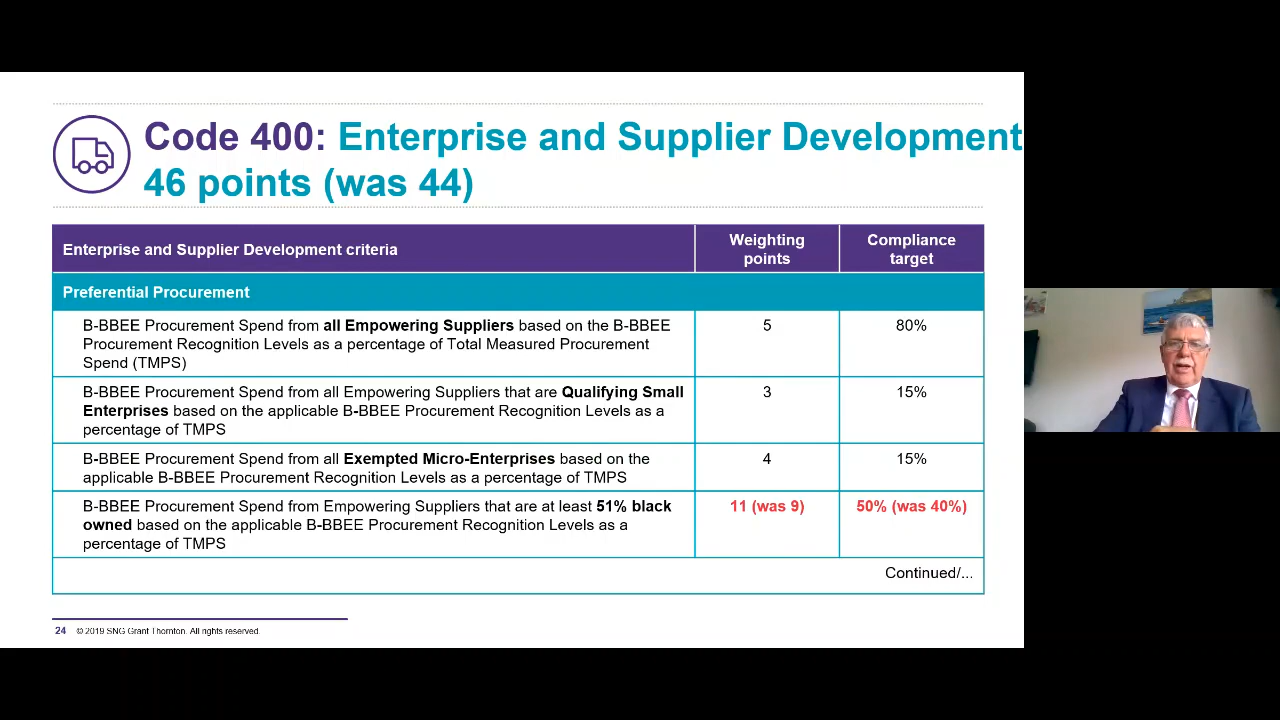 Code 400: Enterprise and Supplier Development
46 points (was 44)
Enterprise and Supplier Development criteria
Weighting
points
Compliance
target
Preferential Procurement
B-BBEE Procurement Spend from all Empowering Suppliers based on the B-BBEE
Procurement Recognition Levels as a percentage of Total Measured Procurement
Spend (TMPS)
5
80%
B-BBEE Procurement Spend from all Empowering Suppliers that are Qualifying Small
Enterprises based on the applicable B-BBEE Procurement Recognition Levels as a
percentage of TMPS
3
15%
B-BBEE Procurement Spend from all Exempted Micro-Enterprises based on the
applicable B-BBEE Procurement Recognition Levels as a percentage of TMPS
4
15%
B-BBEE Procurement Spend from Empowering Suppliers that are at least 51% black
owned based on the applicable B-BBEE Procurement Recognition Levels as a
percentage of TMPS
11 (was 9)
50% (was 40%)
Continued/...
24 © 2019 SNG Grant Thornton. All rights reserved.